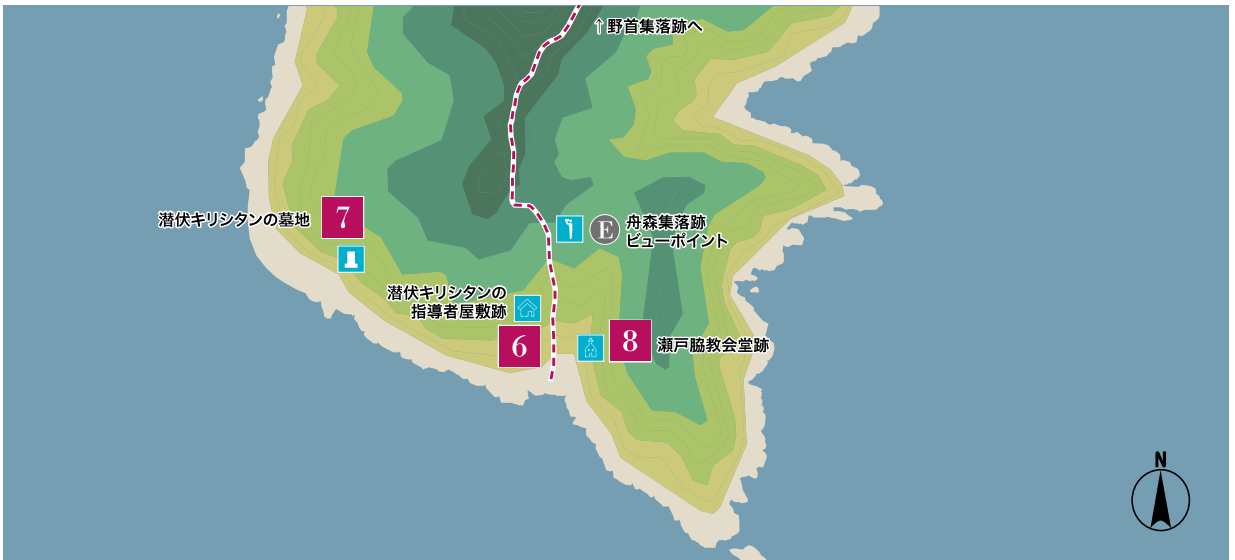 ↑野首集落跡へ
潜伏キリシタンの墓地
7
E
舟森集落跡
ビューポイント
潜伏キリシタンの
指導者屋敷跡
6
8
瀬戸脇教会堂跡
N